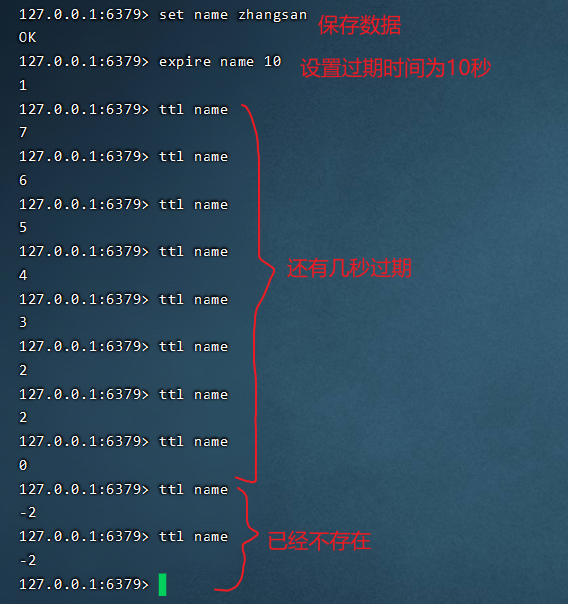 127.0.0.1:6379> set name zhangsan 保存数据
OK
127.0.0.1:6379> expire name 10 设置过期时间为10秒
1
127.0.0.1:6379> ttl name
7
127.0.0.1:6379> ttl name
6
127.0.0.1:6379> ttl name
5
127.0.0.1:6379> ttl name
4
还有几秒过期
127.0.0.1:6379> ttl name
3
127.0.0.1:6379> ttl name
2
127.0.0.1:6379> ttl name
2
127.0.0.1:6379> ttl name
0
127.0.0.1:6379> ttl name
-2
127.0.0.1:6379> ttl name 已经不存在
-2
127.0.0.1:6379>